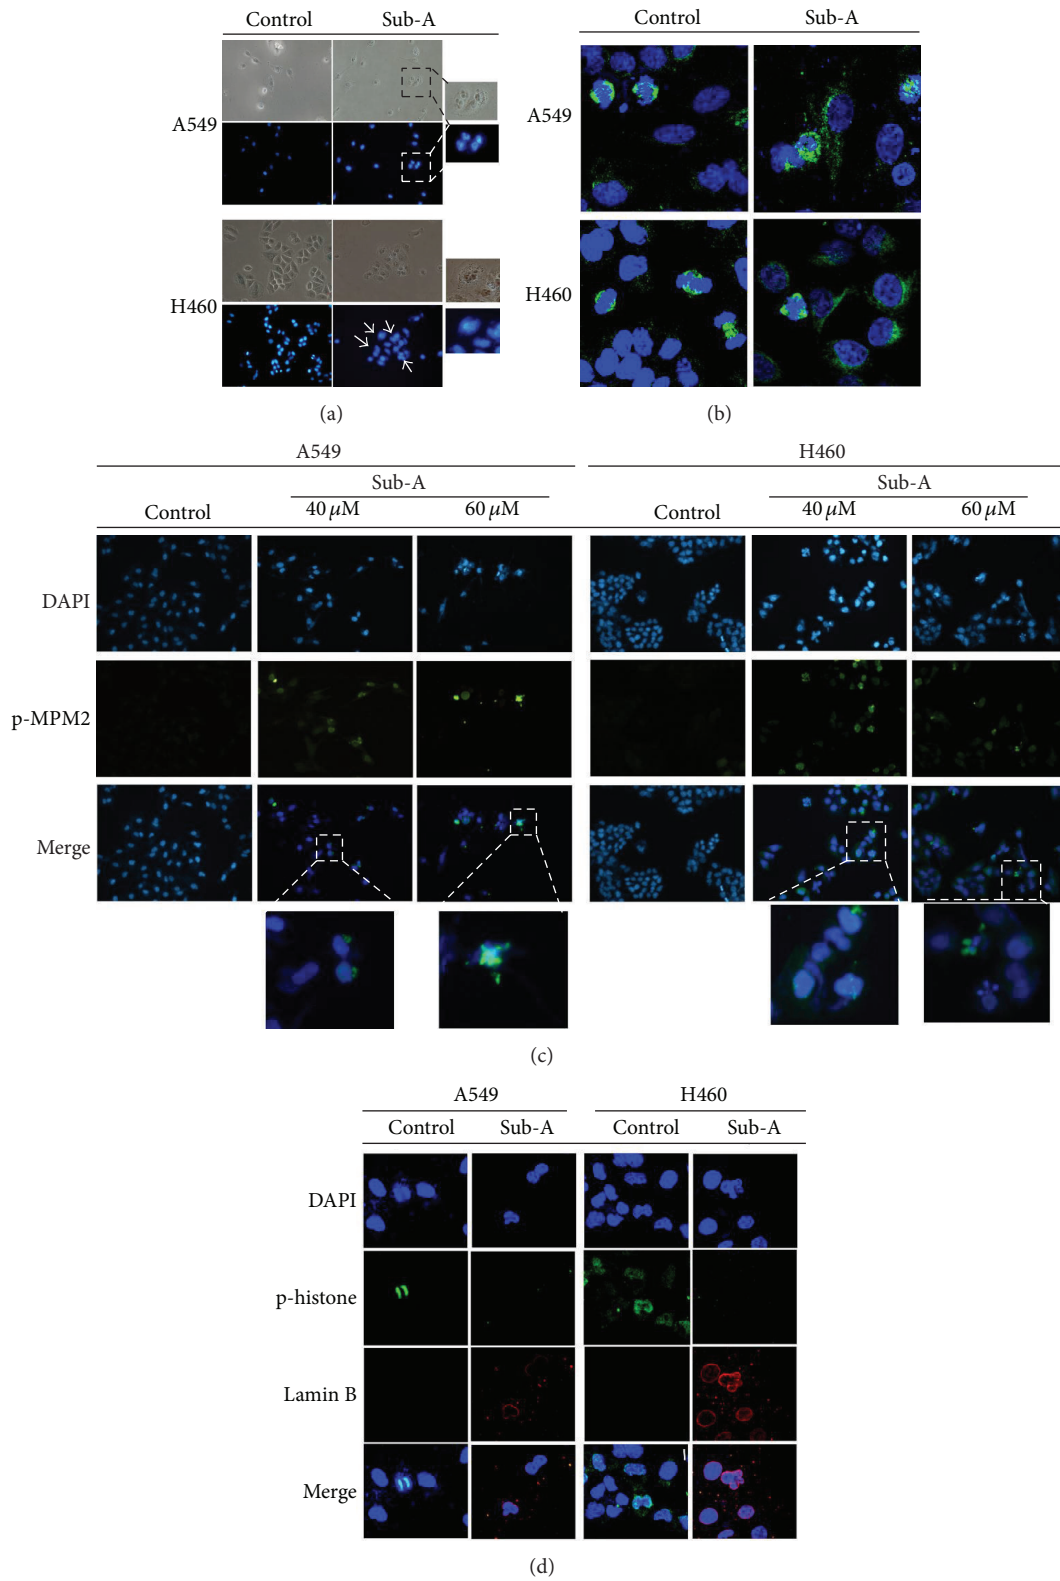 Control Sub-A
A549
H460
(a)
Control Sub-A
A549
H460
(b)
A549 H460
Sub-A Sub-A
Control 40 μM 60 μM Control 40 μM 60 μM
DAPI
p-MPM2
Merge
(c)
A549 H460
Control Sub-A Control Sub-A
DAPI
p-histone
Lamin B
Merge
(d)